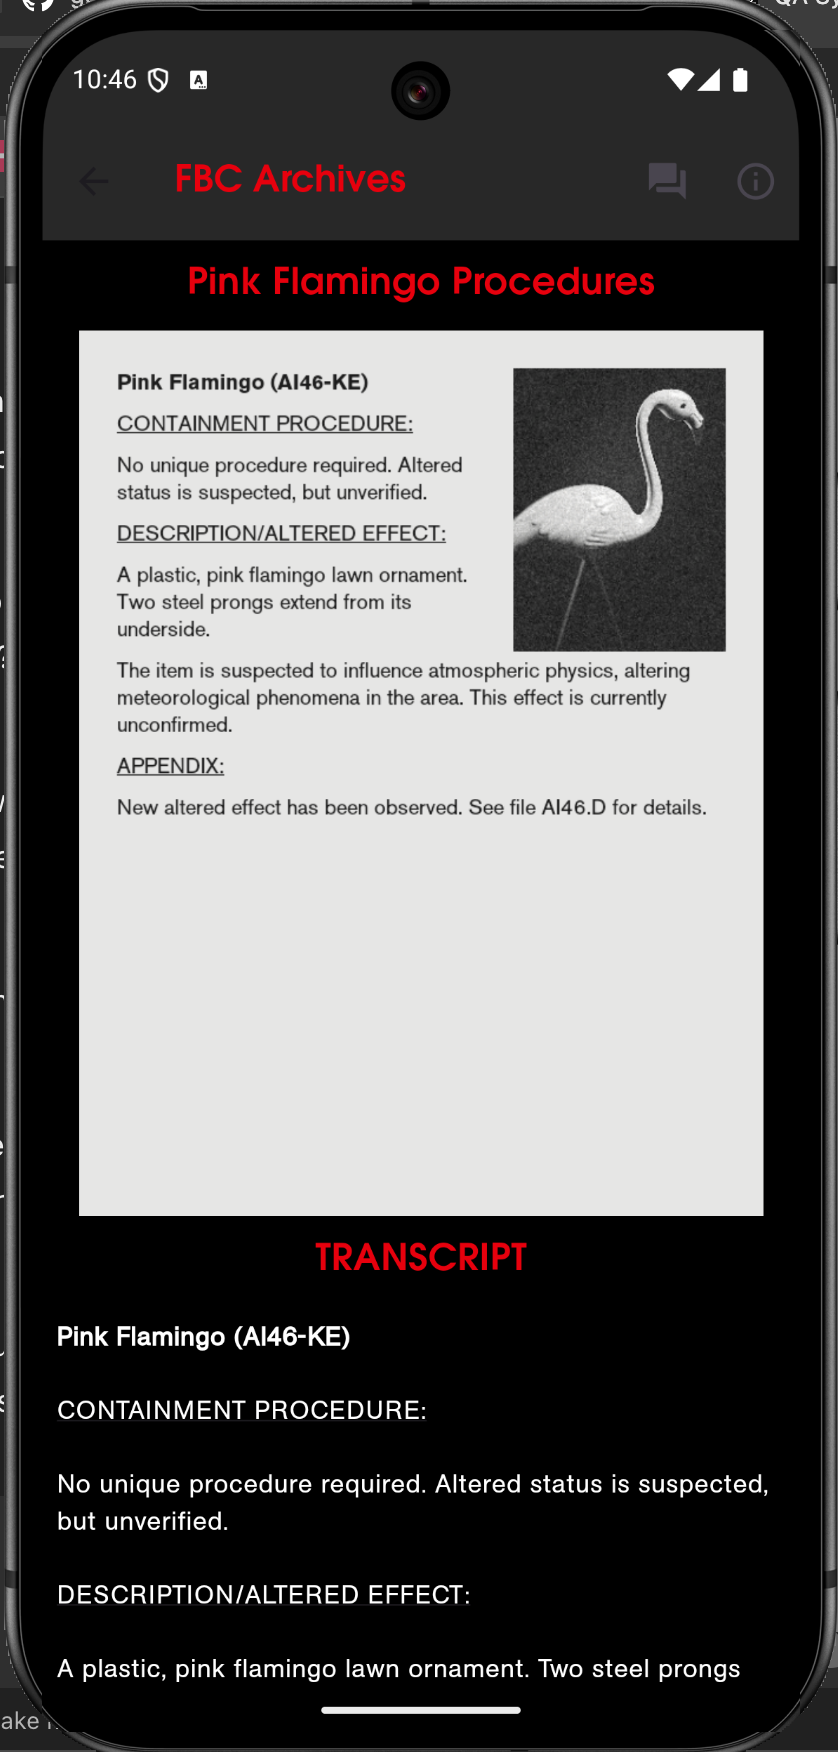 10:46
FBC Archives
Pink Flamingo Procedures
Pink Flamingo (AI46-KE)
CONTAINMENT PROCEDURE:
No unique procedure required. Altered
status is suspected, but unverified.
DESCRIPTION/ALTERED EFFECT:
A plastic, pink flamingo lawn ornament.
Two steel prongs extend from its
underside.
The item is suspected to influence atmospheric physics, altering
meteorological phenomena in the area. This effect is currently
unconfirmed.
APPENDIX:
New altered effect has been observed. See file AI46.D for details.
TRANSCRIPT
Pink Flamingo (AI46-KE)
CONTAINMENT PROCEDURE:
No unique procedure required. Altered status is suspected,
but unverified.
DESCRIPTION/ALTERED EFFECT:
A plastic, pink flamingo lawn ornament. Two steel prongs
ake